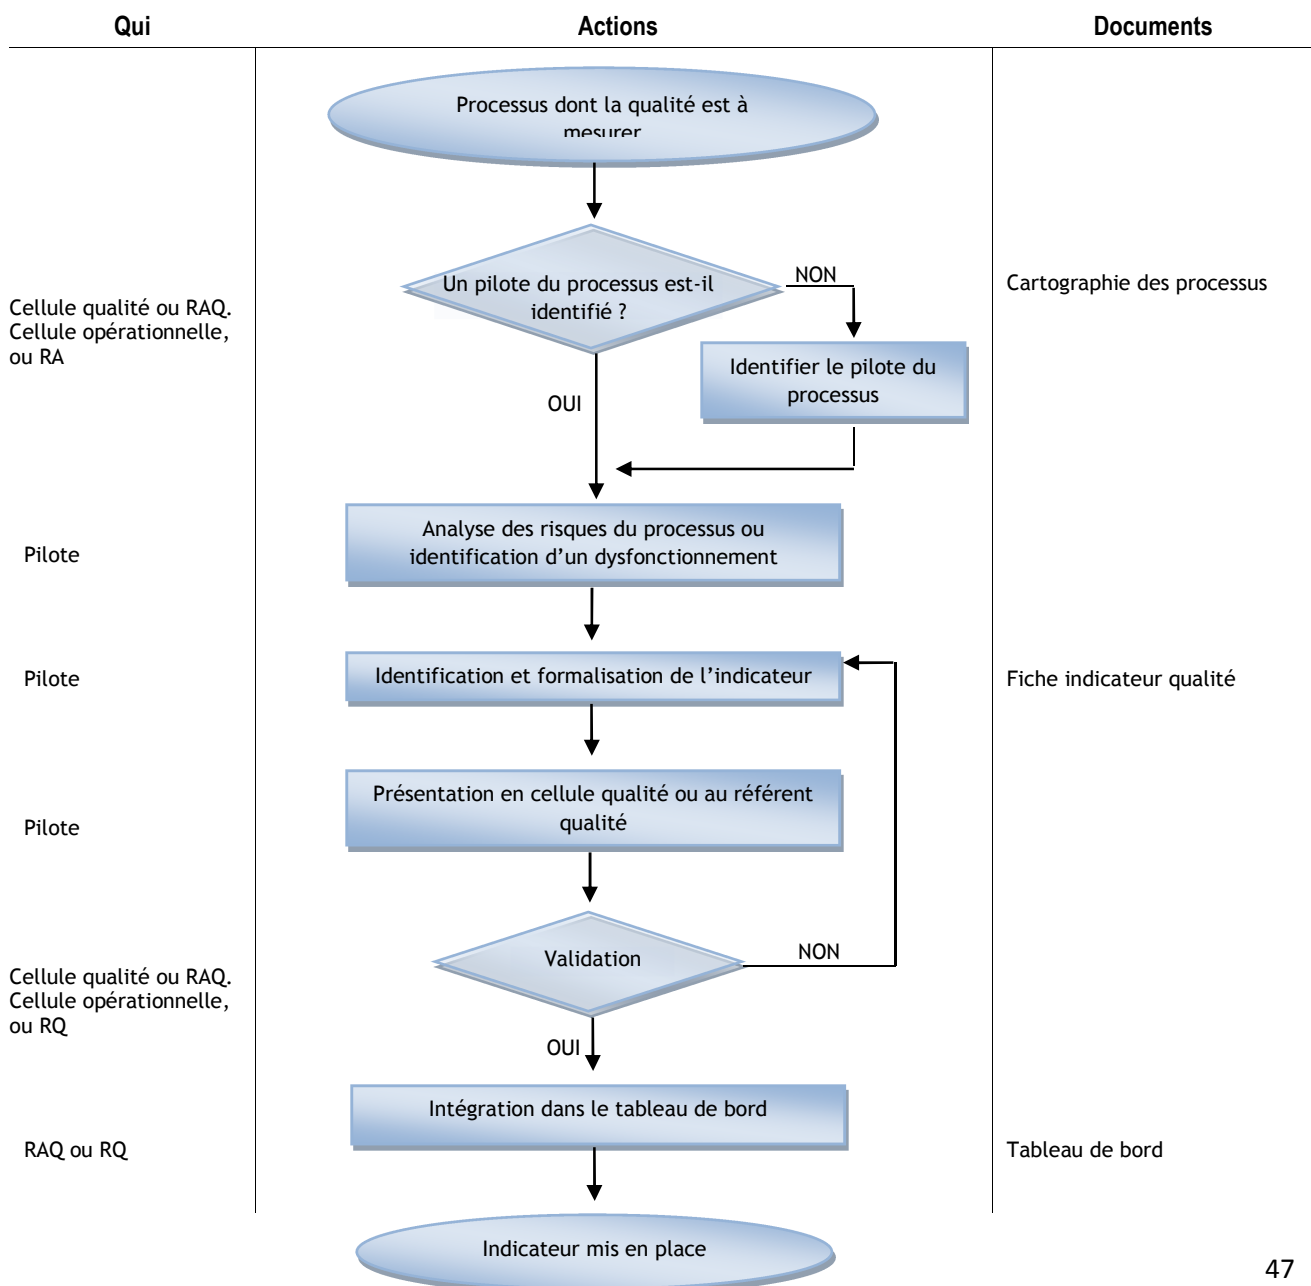 Qui
Actions
Documents
Processus dont la qualité est à
mesurer
Cellule qualité ou RAQ.
Cellule opérationnelle,
ou RA
Un pilote du processus est-il
identifié ?
NON
Cartographie des processus
Identifier le pilote du
processus
OUI
Pilote
Analyse des risques du processus ou
identification d’un dysfonctionnement
Pilote
Identification et formalisation de l’indicateur
Fiche indicateur qualité
Pilote
Présentation en cellule qualité ou au référent
qualité
Cellule qualité ou RAQ.
Cellule opérationnelle,
ou RQ
Validation
NON
OUI
RAQ ou RQ
Intégration dans le tableau de bord
Tableau de bord
Indicateur mis en place
47